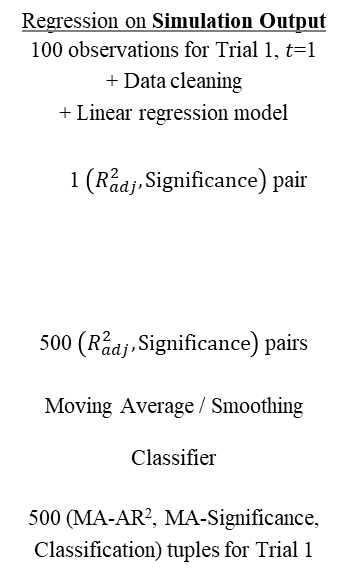 Regression on Simulation Output
100 observations for Trial 1, t=1
+ Data cleaning
+ Linear regression model
1 (R²adj, Significance) pair
500 (R²adj, Significance) pairs
Moving Average / Smoothing
Classifier
500 (MA-AR², MA-Significance,
Classification) tuples for Trial 1